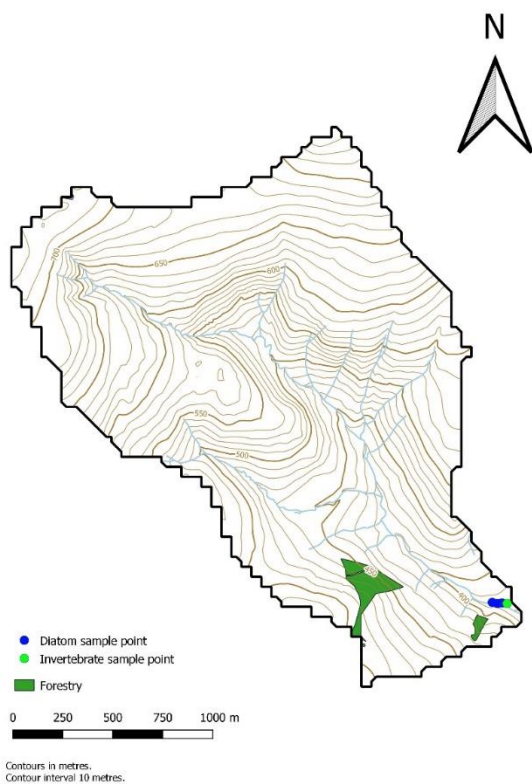 N
700
650
600
550
500
450
400
Diatom sample point
Invertebrate sample point
Forestry
0 250 500 750 1000 m
Contours in metres.
Contour interval 10 metres.